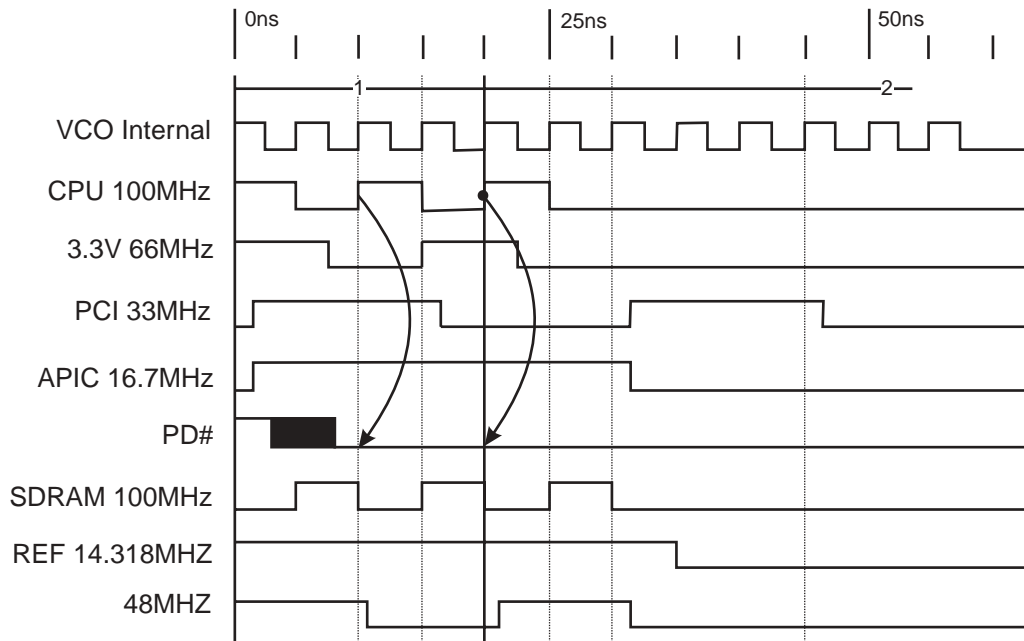 0ns
25ns
50ns
1
2
VCO Internal
CPU 100MHz
3.3V 66MHz
PCI 33MHz
APIC 16.7MHz
PD#
SDRAM 100MHz
REF 14.318MHZ
48MHZ